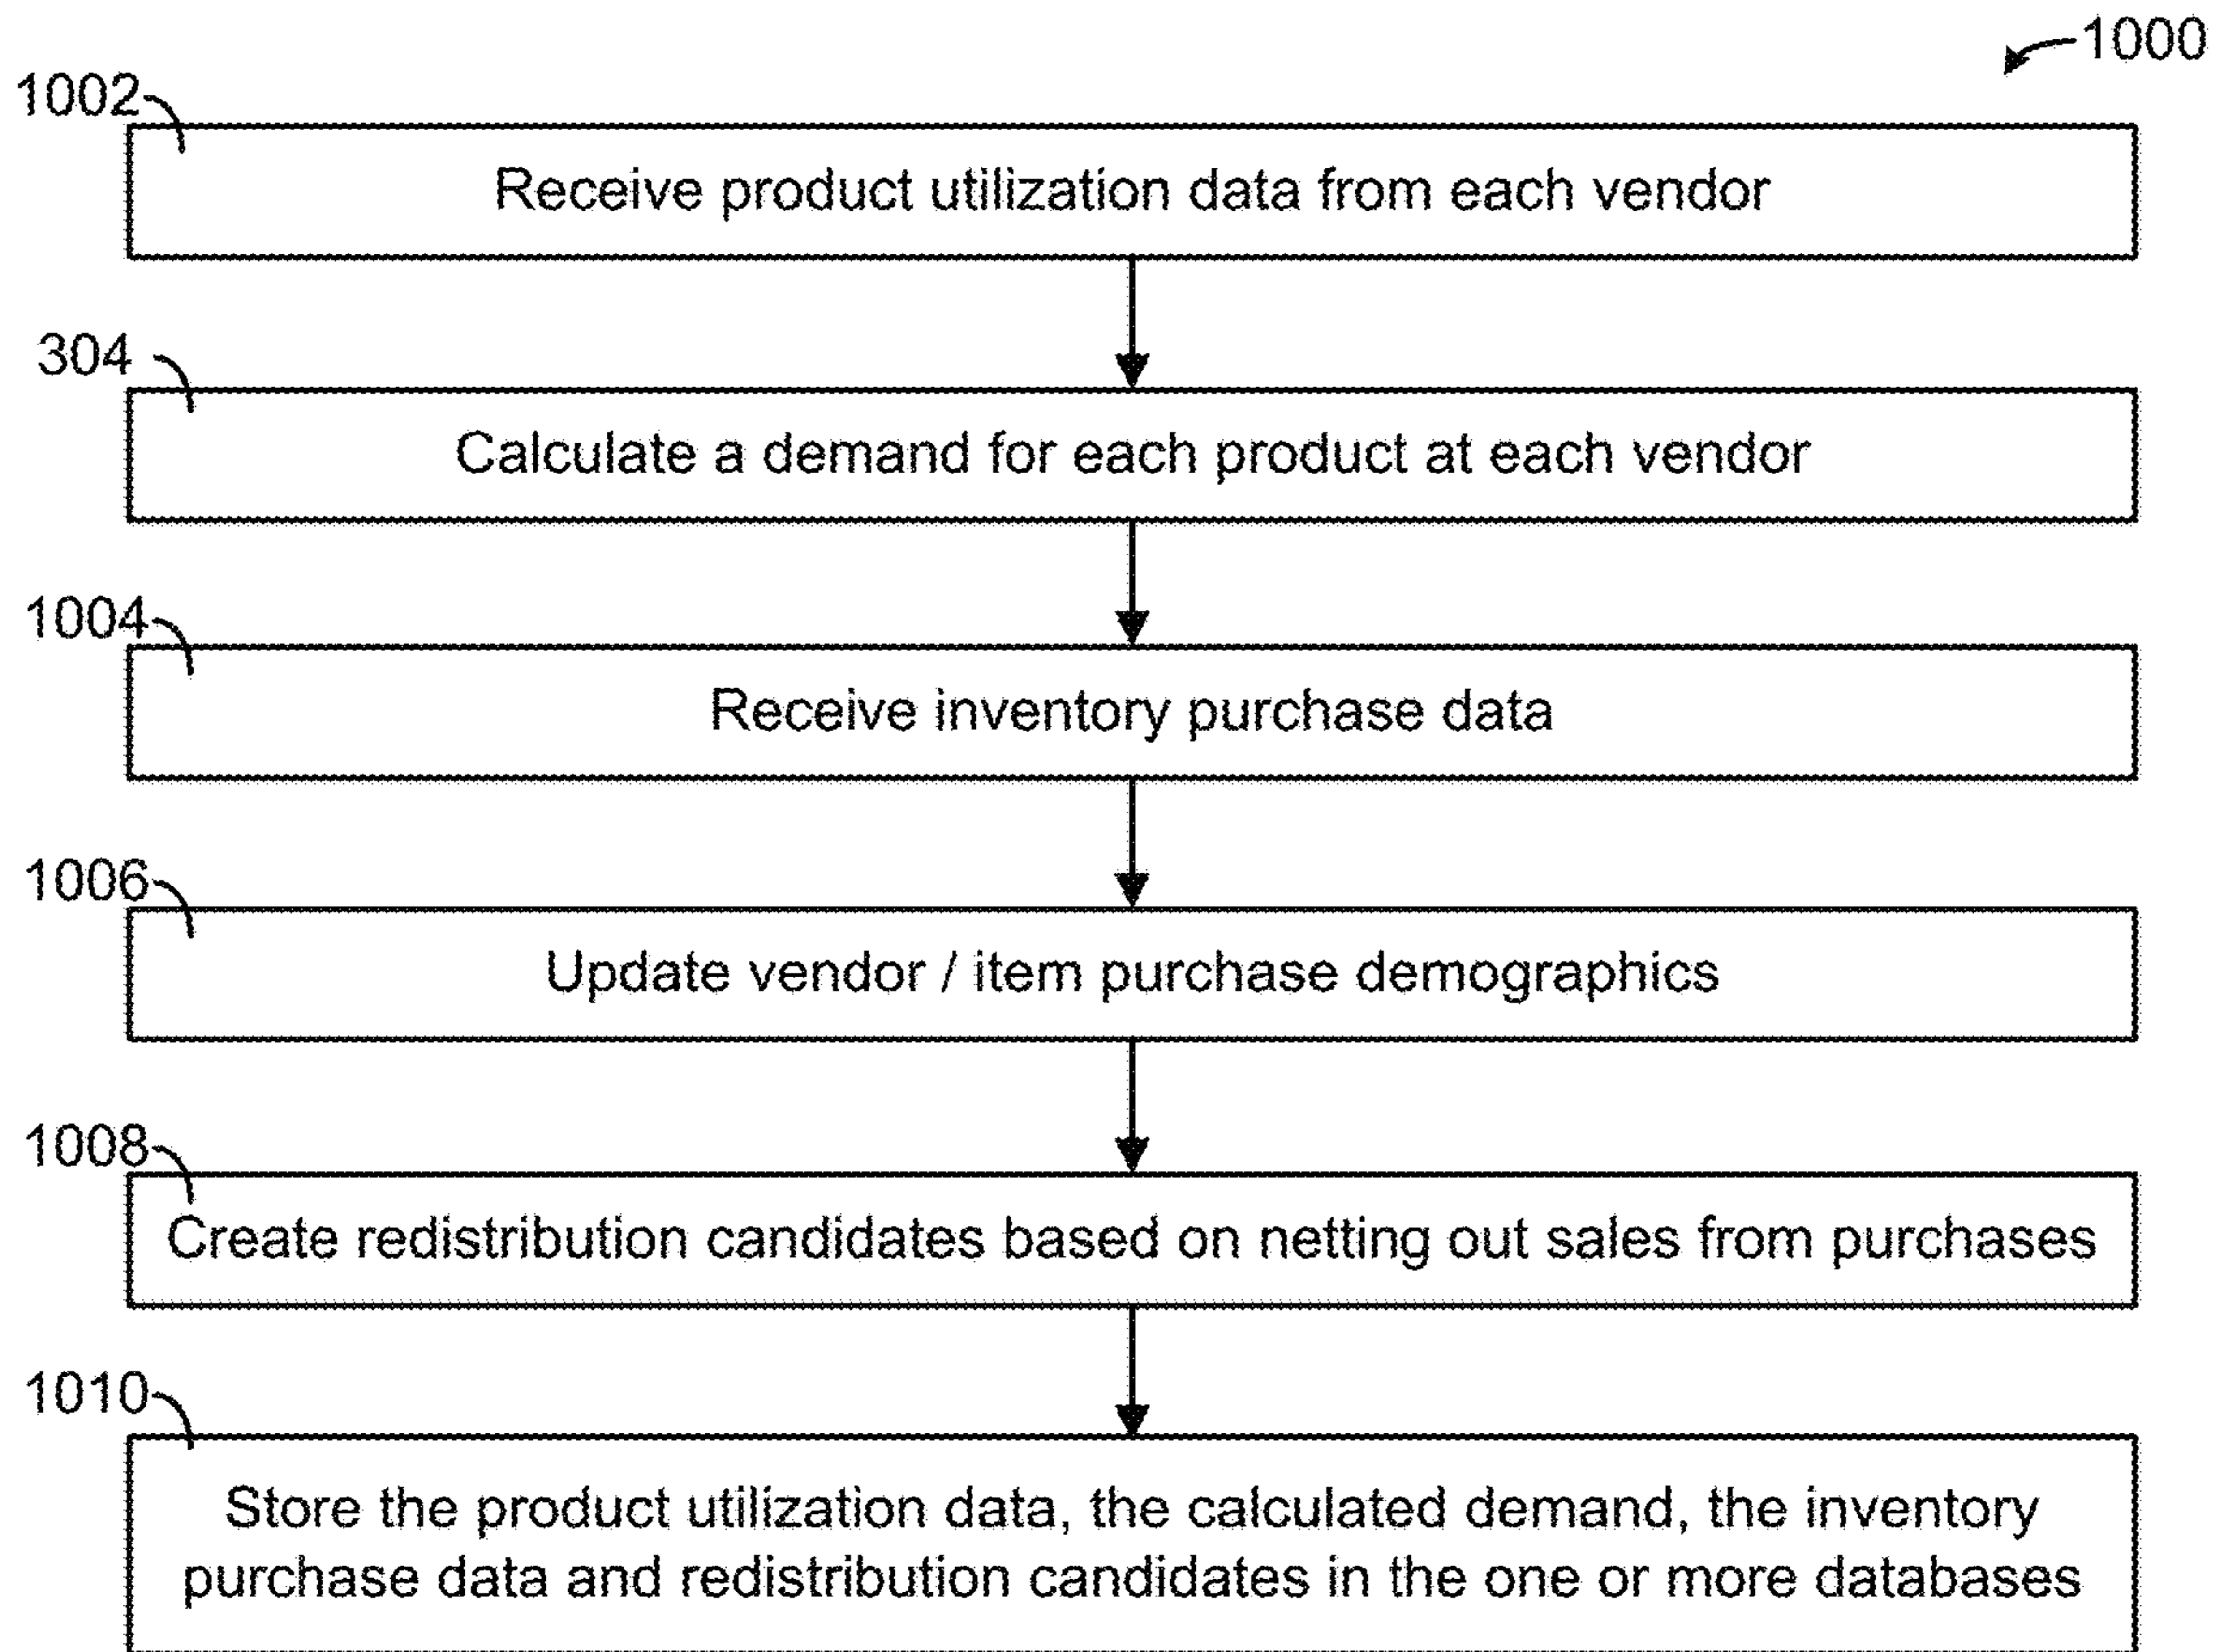 1000
1002
Receive product utilization data from each vendor
304
Calculate a demand for each product at each vendor
1004
Receive inventory purchase data
1006
Update vendor / item purchase demographics
1008
Create redistribution candidates based on netting out sales from purchases
1010
Store the product utilization data, the calculated demand, the inventory
purchase data and redistribution candidates in the one or more databases